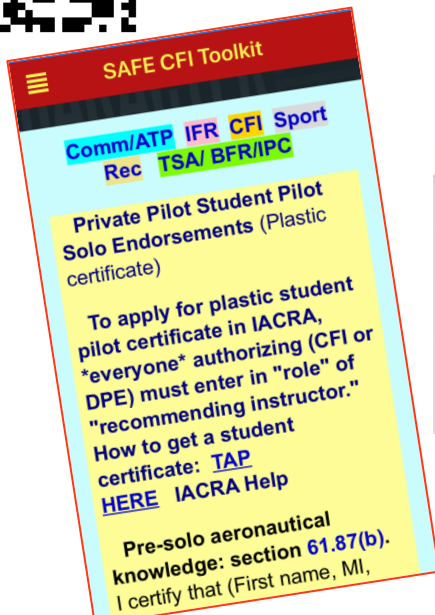 SAFE CFI Toolkit
Comm/ATP IFR CFI Sport
Rec TSA/ BFR/IPC
Private Pilot Student Pilot
Solo Endorsements (Plastic
certificate)
To apply for plastic student
pilot certificate in IACRA,
*everyone* authorizing (CFI or
DPE) must enter in "role" of
"recommending instructor."
How to get a student
certificate: TAP
HERE IACRA Help
Pre-solo aeronautical
knowledge: section 61.87(b).
I certify that (First name, MI,